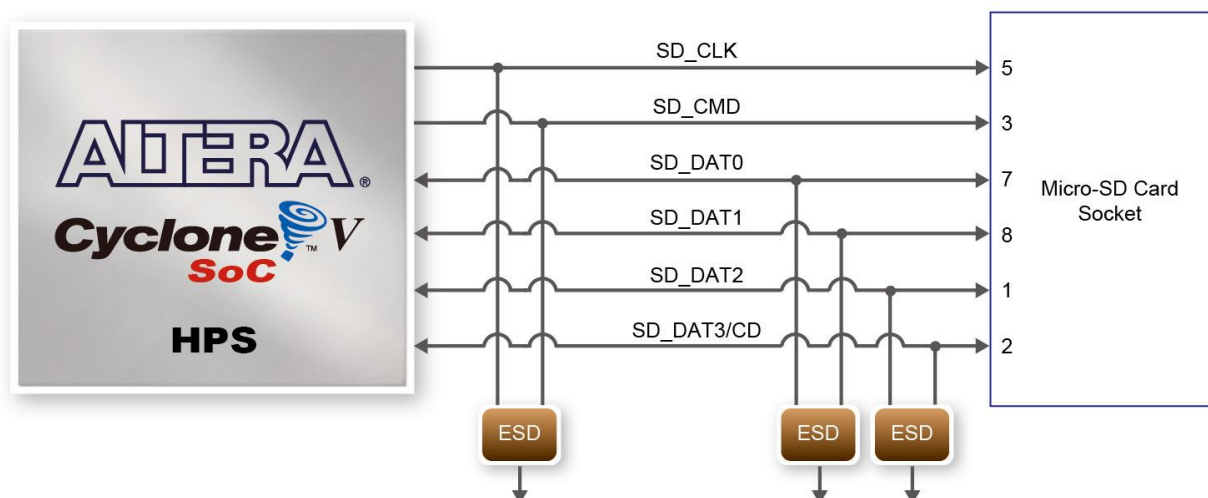 ALTERA®
Cyclone™ V
SoC
HPS
SD_CLK
5
SD_CMD
3
SD_DAT0
7
SD_DAT1
8
SD_DAT2
1
SD_DAT3/CD
2
Micro-SD Card
Socket
ESD
ESD
ESD